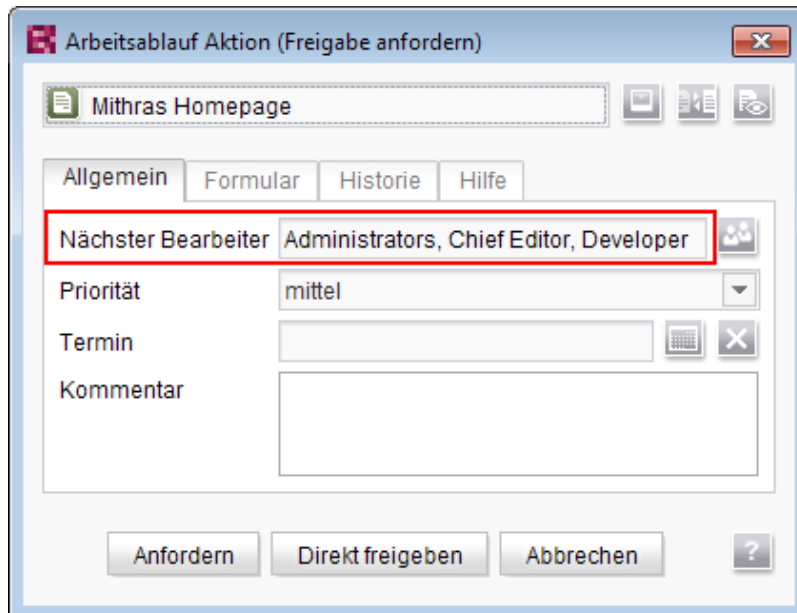 Arbeitsablauf Aktion (Freigabe anfordern)
Mithras Homepage
Allgemein Formular Historie Hilfe
Nächster Bearbeiter Administrators, Chief Editor, Developer
Priorität mittel
Termin
Kommentar
Anfordern Direkt freigeben Abbrechen ?